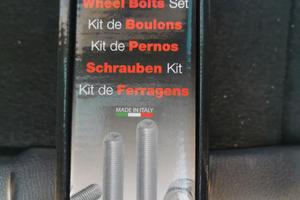 Wheel Bolts Set
Kit de Boulons
Kit de Pernos
Schrauben Kit
Kit de Ferragens
MADE IN ITALY